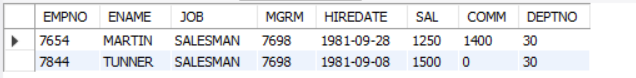 EMPNO ENAME JOB MGRM HIREDATE SAL COMM DEPTNO
7654 MARTIN SALESMAN 7698 1981-09-28 1250 1400 30
7844 TUNNER SALESMAN 7698 1981-09-08 1500 0 30